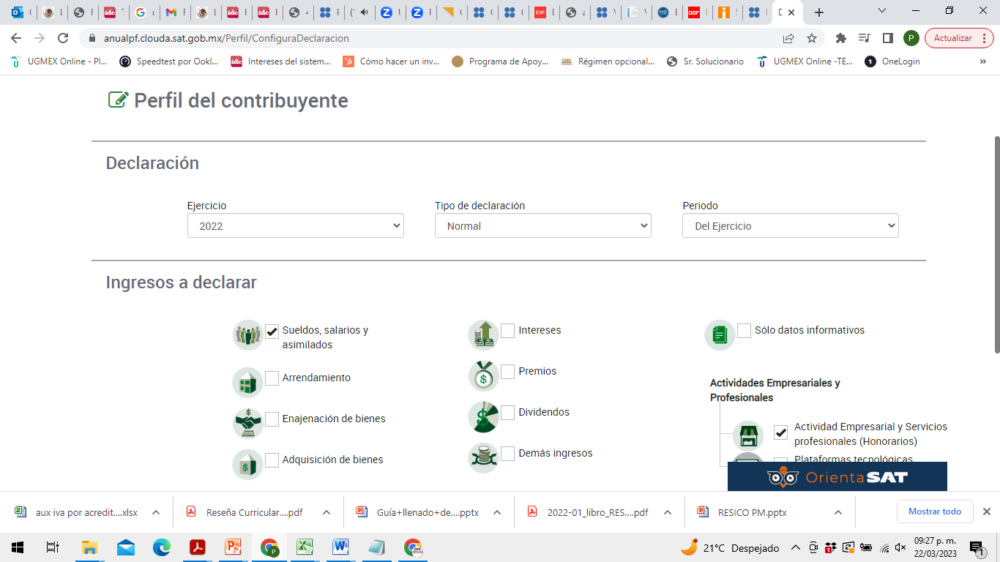 anualpf.clouda.sat.gob.mx/Perfil/ConfiguraDeclaracion
P
Actualizar
UGMEX Online - Pl...
Speedtest por Ookl...
idc
Intereses del sistem...
Cómo hacer un inv...
Programa de Apoy...
Régimen opcional...
Sr. Solucionario
UGMEX Online -TE...
OneLogin
»
Perfil del contribuyente
Declaración
Ejercicio
Tipo de declaración
Periodo
2022
Normal
Del Ejercicio
Ingresos a declarar
Sueldos, salarios y
asimilados
Arrendamiento
Enajenación de bienes
Adquisición de bienes
Intereses
Premios
Dividendos
Demás ingresos
Sólo datos informativos
Actividades Empresariales y
Profesionales
Actividad Empresarial y Servicios
profesionales (Honorarios)
Plataformas tecnológicas
OrientaSAT
aux iva por acredit....xlsx
Reseña Curricular....pdf
Guía+llenado+de....pptx
2022-01_libro_RES....pdf
RESICO PM.pptx
Mostrar todo
21°C Despejado
09:27 p. m.
22/03/2023
1